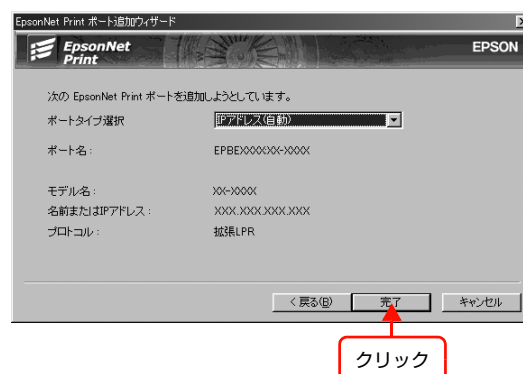 EpsonNet Print ポート追加ウィザード
EpsonNet
Print
EPSON
次の EpsonNet Print ポートを追加しようとしています。
ポートタイプ選択 IPアドレス(自動)
ポート名: EPBEXXXXXX-XXXX
モデル名: XX-XXXX
名前またはIPアドレス: XXX.XXX.XXX.XXX
プロトコル: 拡張LPR
< 戻る(B) 完了 キャンセル
クリック